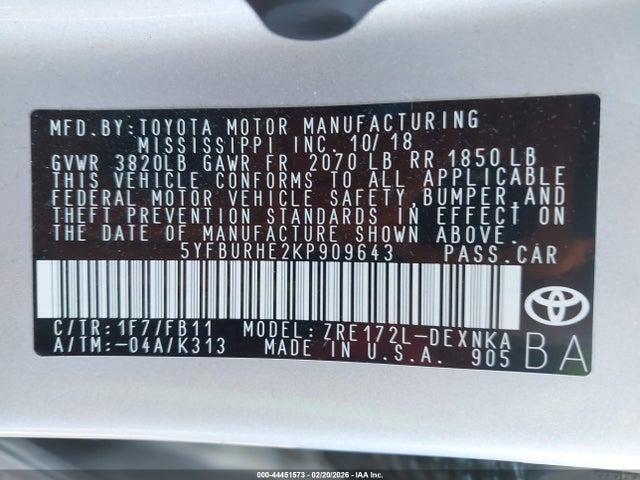 MFD.BY:TOYOTA MOTOR MANUFACTURING
MISSISSIPPI INC. 10/18
GVWR 3820LB GAWR FR 2070 LB RR 1850 LB
THIS VEHICLE CONFORMS TO ALL APPLICABLE
FEDERAL MOTOR VEHICLE SAFETY, BUMPER, AND
THEFT PREVENTION STANDARDS IN EFFECT ON
THE DATE OF MANUFACTURE SHOWN ABOVE.
5YFBURHE2KP909643 PASS.CAR
C/TR:1F7/FB11 MODEL:ZRE172L-DEXNKA
A/TM:-04A/K313 MADE IN U.S.A. 905
BA
000-44451573 - 02/20/2026 - IAA Inc.